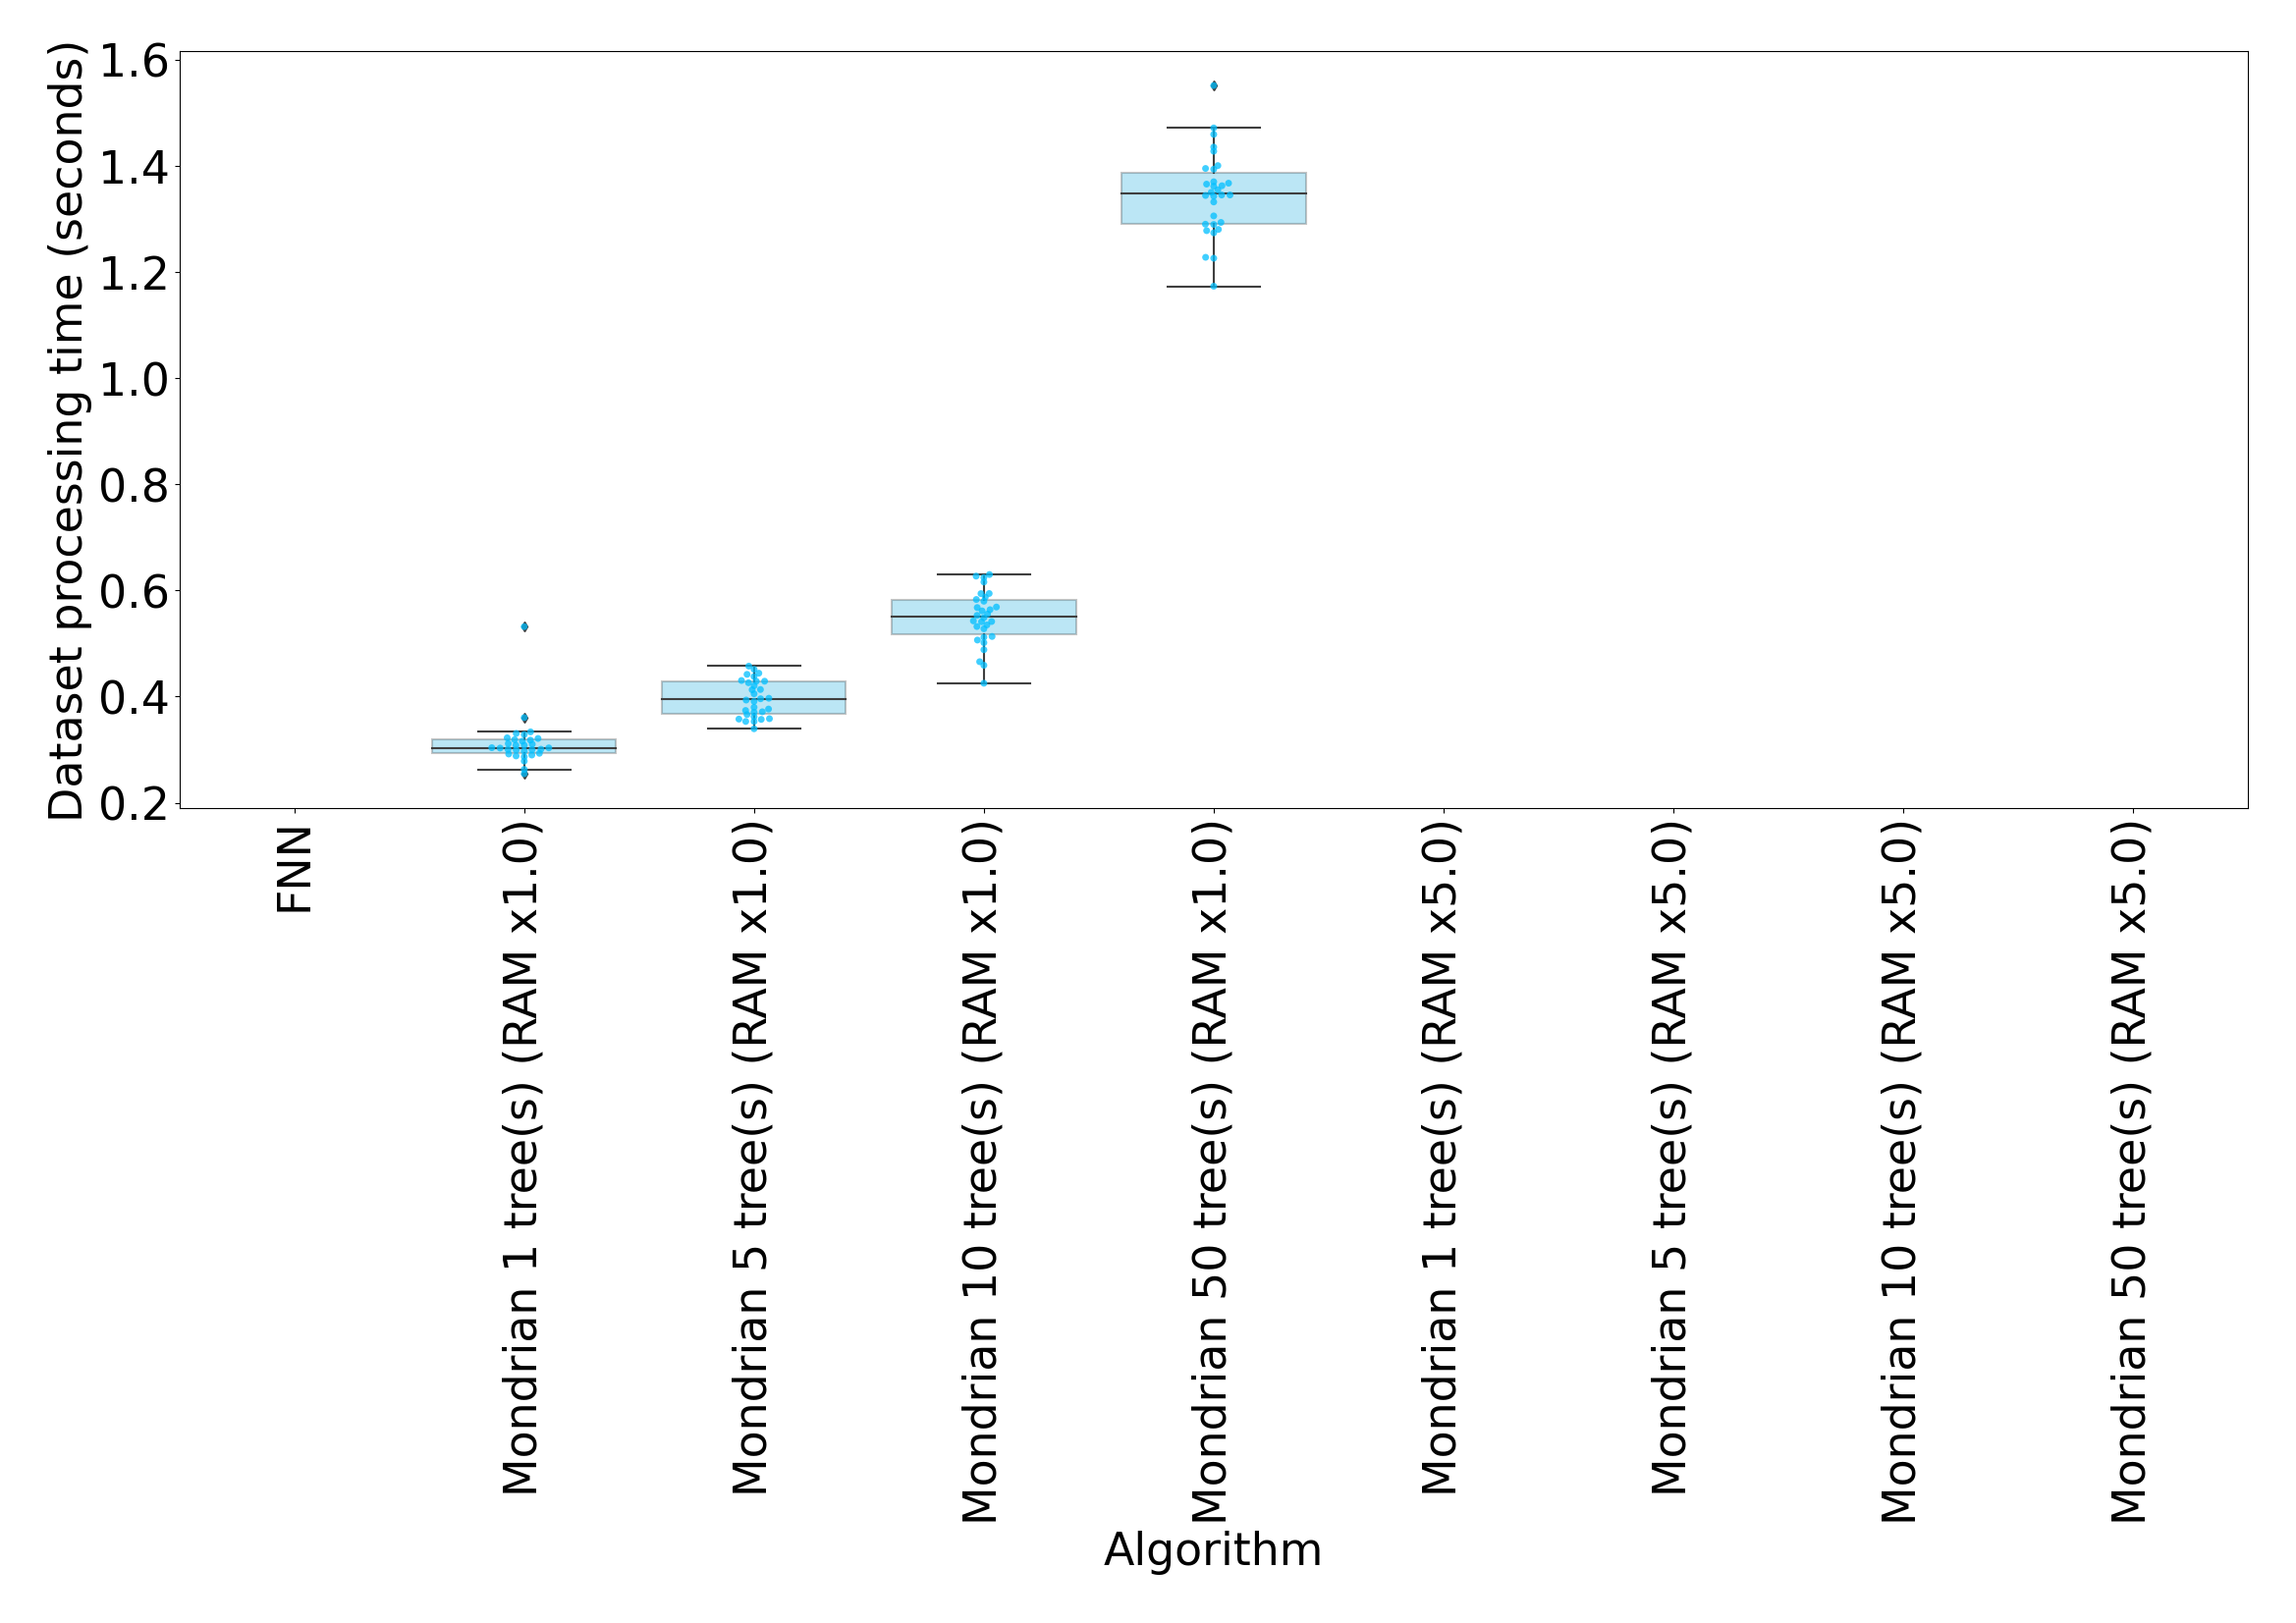 Dataset processing time (seconds)
1.6
1.4
1.2
1.0
0.8
0.6
0.4
0.2
FNN
Mondrian 1 tree(s) (RAM x1.0)
Mondrian 5 tree(s) (RAM x1.0)
Mondrian 10 tree(s) (RAM x1.0)
Mondrian 50 tree(s) (RAM x1.0)
Mondrian 1 tree(s) (RAM x5.0)
Mondrian 5 tree(s) (RAM x5.0)
Mondrian 10 tree(s) (RAM x5.0)
Mondrian 50 tree(s) (RAM x5.0)
Algorithm